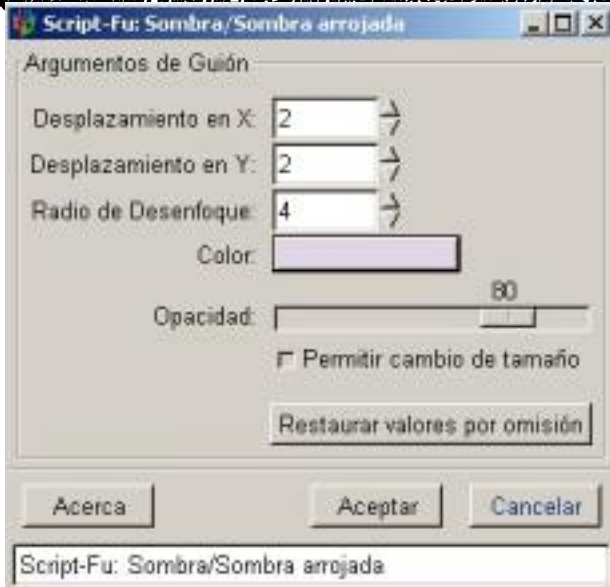 Script-Fu: Sombra/Sombra arrojada
Argumentos de Guión
Desplazamiento en X: 2
Desplazamiento en Y: 2
Radio de Desenfoque: 4
Color:
80
Opacidad:
Permitir cambio de tamaño
Restaurar valores por omisión
Acerca Aceptar Cancelar
Script-Fu: Sombra/Sombra arrojada